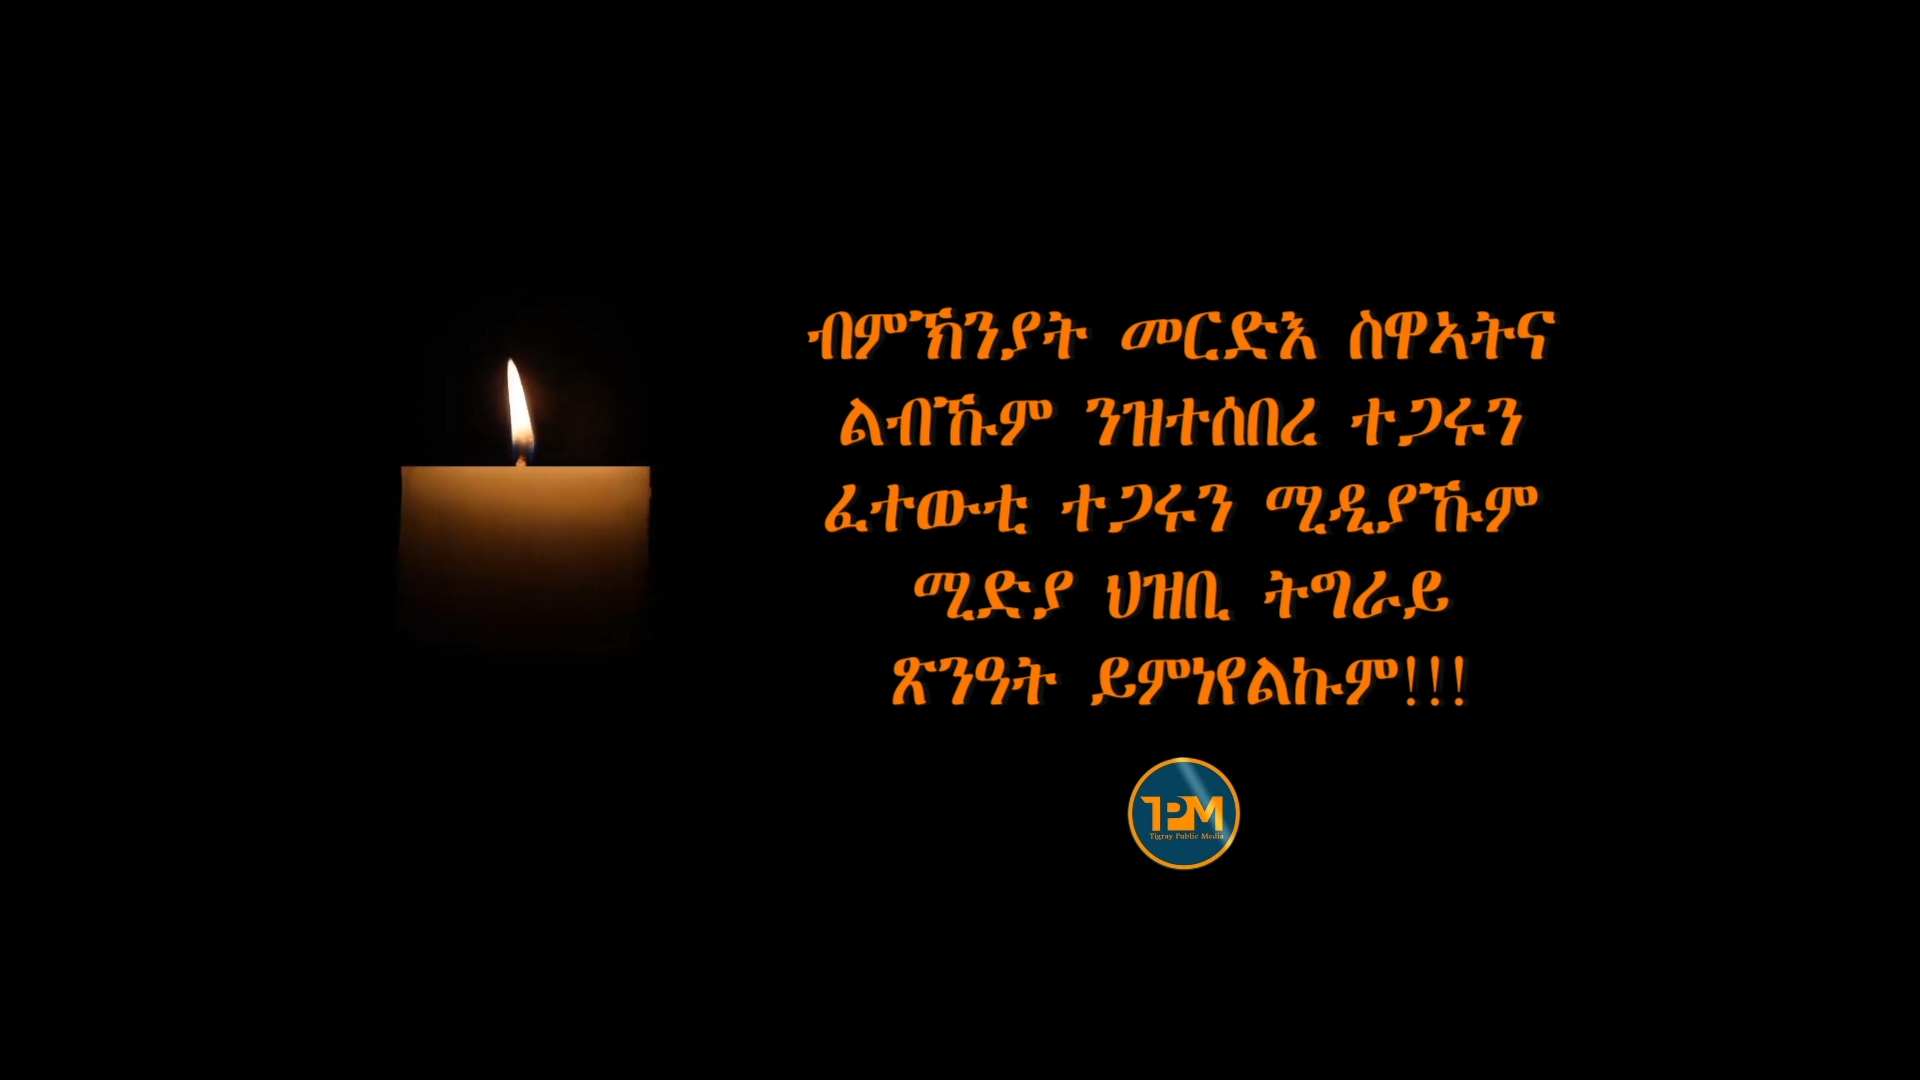 ብምኽንያት መርድእ ስዋኣትና
ልብኹም ንዝተሰበረ ተጋሩን
ፈተውቲ ተጋሩን ሚዲያኹም
ሚድያ ህዝቢ ትግራይ
ጽንዓት ይምነየልኩም!!!
TPM
Tigray Public Media